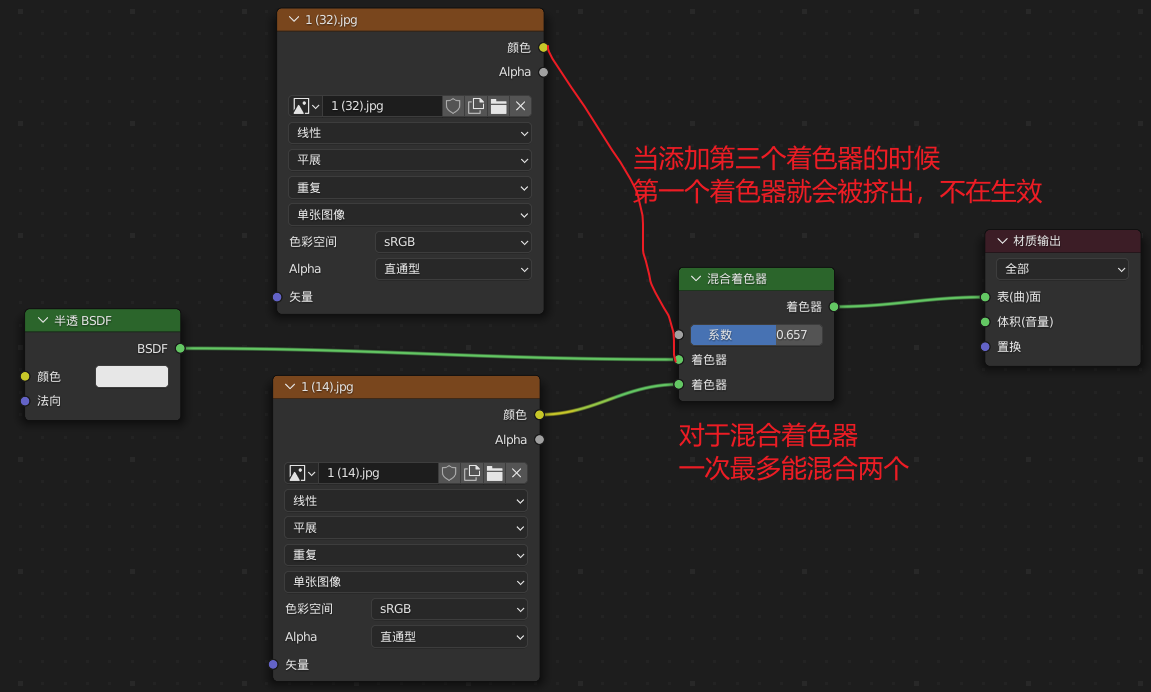 1 (32).jpg
颜色
Alpha
1 (32).jpg
线性
平展
重复
单张图像
色彩空间 sRGB
Alpha 直通型
矢量
当添加第三个着色器的时候
第一个着色器就会被挤出，不在生效
材质输出
全部
表(曲)面
体积(音量)
置换
混合着色器
着色器
系数 0.657
着色器
着色器
半透 BSDF
BSDF
颜色
法向
1 (14).jpg
颜色
Alpha
1 (14).jpg
线性
平展
重复
单张图像
色彩空间 sRGB
Alpha 直通型
矢量
对于混合着色器
一次最多能混合两个